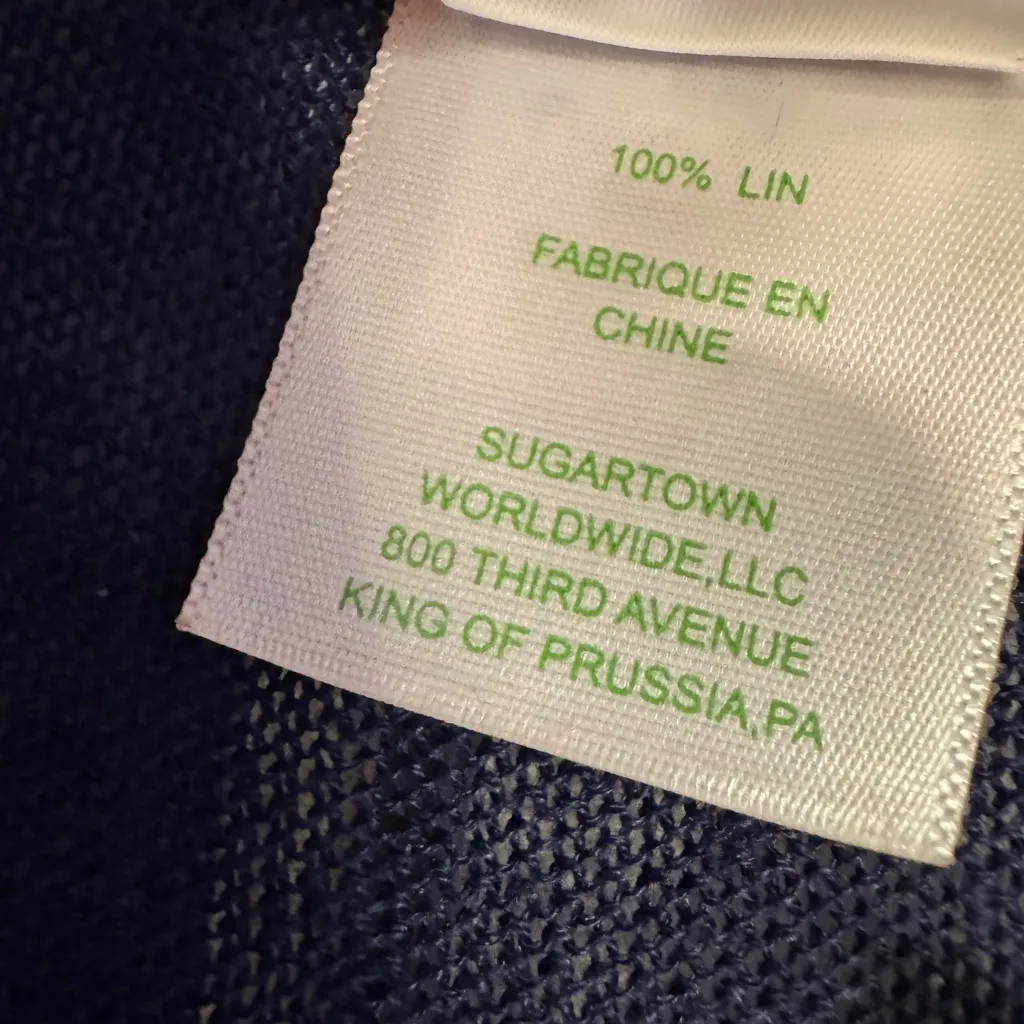 100% LIN
FABRIQUE EN
CHINE
SUGARTOWN
WORLDWIDE,LLC
800 THIRD AVENUE
KING OF PRUSSIA,PA